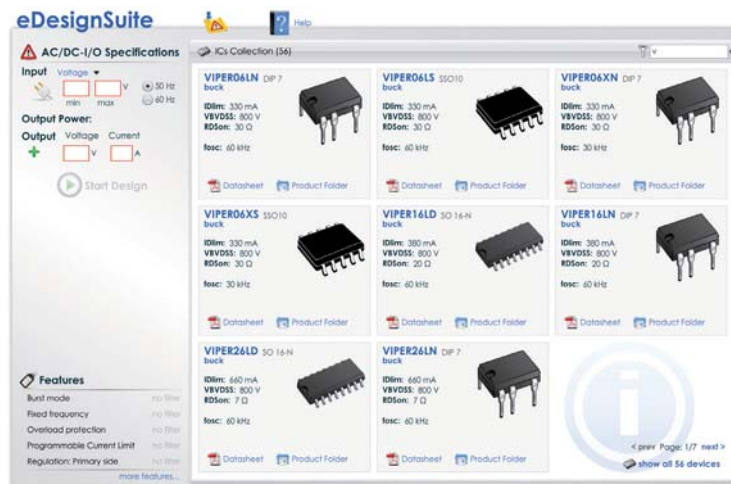 eDesignSuite
Help
AC/DC-I/O Specifications
Input Voltage
V
50 Hz
60 Hz
min max
Output Power:
Output Voltage Current
V A
Start Design
Features
Burst mode no filter
Fixed frequency no filter
Overload protection no filter
Programmable Current Limit no filter
Regulation: Primary side no filter
more features...
ICs Collection (56)
v
VIPER06LN DIP 7
buck
IDlim: 330 mA
VBVDSS: 800 V
RDSon: 30 Ω
fosc: 60 kHz
Datasheet Product Folder
VIPER06LS SSO10
buck
IDlim: 330 mA
VBVDSS: 800 V
RDSon: 30 Ω
fosc: 60 kHz
Datasheet Product Folder
VIPER06XN DIP 7
buck
IDlim: 330 mA
VBVDSS: 800 V
RDSon: 30 Ω
fosc: 30 kHz
Datasheet Product Folder
VIPER06XS SSO10
buck
IDlim: 330 mA
VBVDSS: 800 V
RDSon: 30 Ω
fosc: 30 kHz
Datasheet Product Folder
VIPER16LD SO 16-N
buck
IDlim: 380 mA
VBVDSS: 800 V
RDSon: 20 Ω
fosc: 60 kHz
Datasheet Product Folder
VIPER16LN DIP 7
buck
IDlim: 380 mA
VBVDSS: 800 V
RDSon: 20 Ω
fosc: 60 kHz
Datasheet Product Folder
VIPER26LD SO 16-N
buck
IDlim: 660 mA
VBVDSS: 800 V
RDSon: 7 Ω
fosc: 60 kHz
Datasheet Product Folder
VIPER26LN DIP 7
buck
IDlim: 660 mA
VBVDSS: 800 V
RDSon: 7 Ω
fosc: 60 kHz
Datasheet Product Folder
< prev Page: 1/7 next >
show all 56 devices